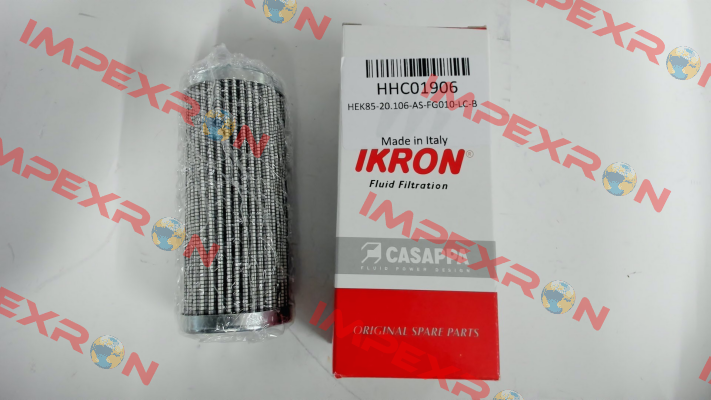 HHC01906
HEK85-20.106-AS-FG010-LC-B
Made in Italy
IKRON®
Fluid Filtration
CASAPPA
FLUID POWER DESIGN
ORIGINAL SPARE PARTS
IMPEXRON
IMPEXRON
IMPEXRON
IMPEXRON
IMPEXRON
IMPEXRON